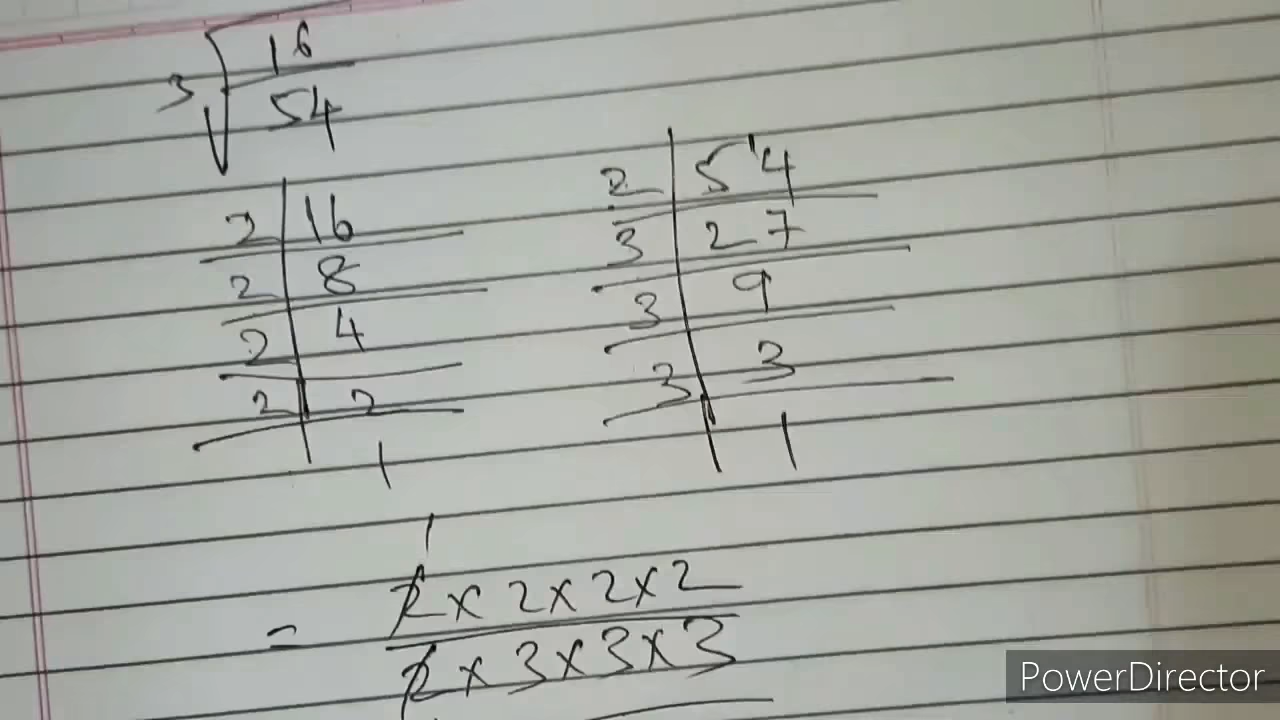 3√16/54
2 | 16
2 | 8
2 | 4
2 | 2
1
2 | 54
3 | 27
3 | 9
3 | 3
1
1
= 2 x 2 x 2 x 2
2 x 3 x 3 x 3
PowerDirector